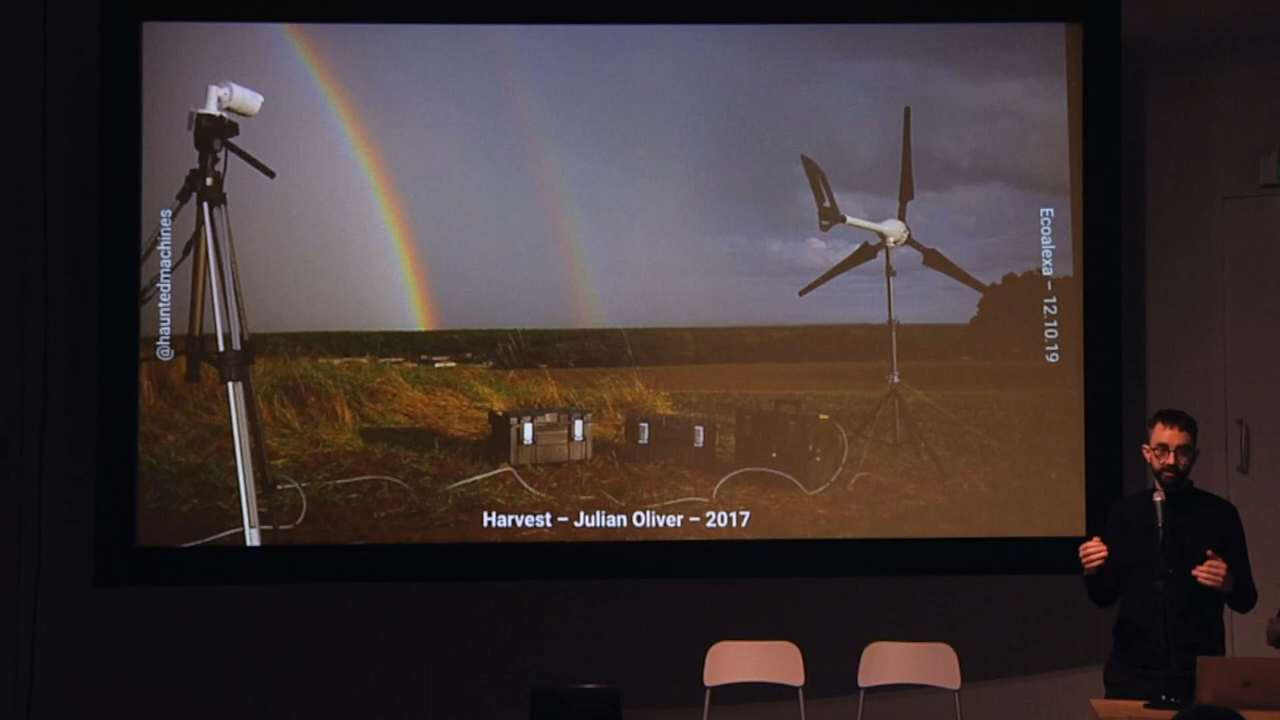 @hauntedmachines
Ecoalexa – 12.10.19
Harvest – Julian Oliver – 2017